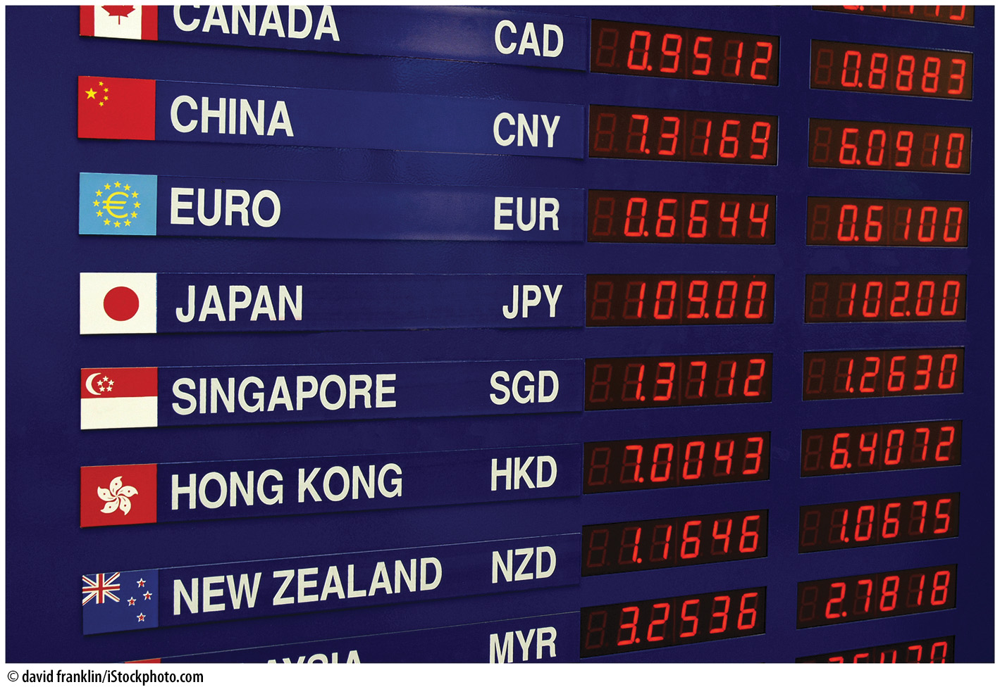 CANADA CAD 0.9512 0.8883
CHINA CNY 7.3169 6.0910
€ EURO EUR 0.6644 0.6100
JAPAN JPY 109.00 102.00
SINGAPORE SGD 1.3712 1.2630
HONG KONG HKD 7.0043 6.4072
NEW ZEALAND NZD 1.1646 1.0675
MYR 3.2536 2.7818
© david franklin/iStockphoto.com